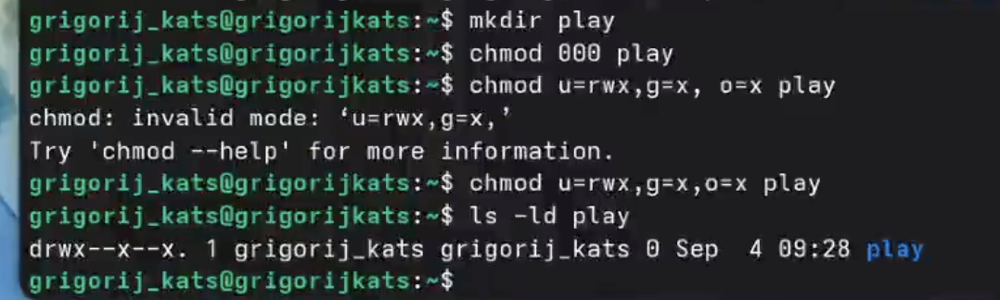 grigorij_kats@grigorijkats:~$ mkdir play
grigorij_kats@grigorijkats:~$ chmod 000 play
grigorij_kats@grigorijkats:~$ chmod u=rwx,g=x, o=x play
chmod: invalid mode: ‘u=rwx,g=x,’
Try 'chmod --help' for more information.
grigorij_kats@grigorijkats:~$ chmod u=rwx,g=x,o=x play
grigorij_kats@grigorijkats:~$ ls -ld play
drwx--x--x. 1 grigorij_kats grigorij_kats 0 Sep  4 09:28 play
grigorij_kats@grigorijkats:~$